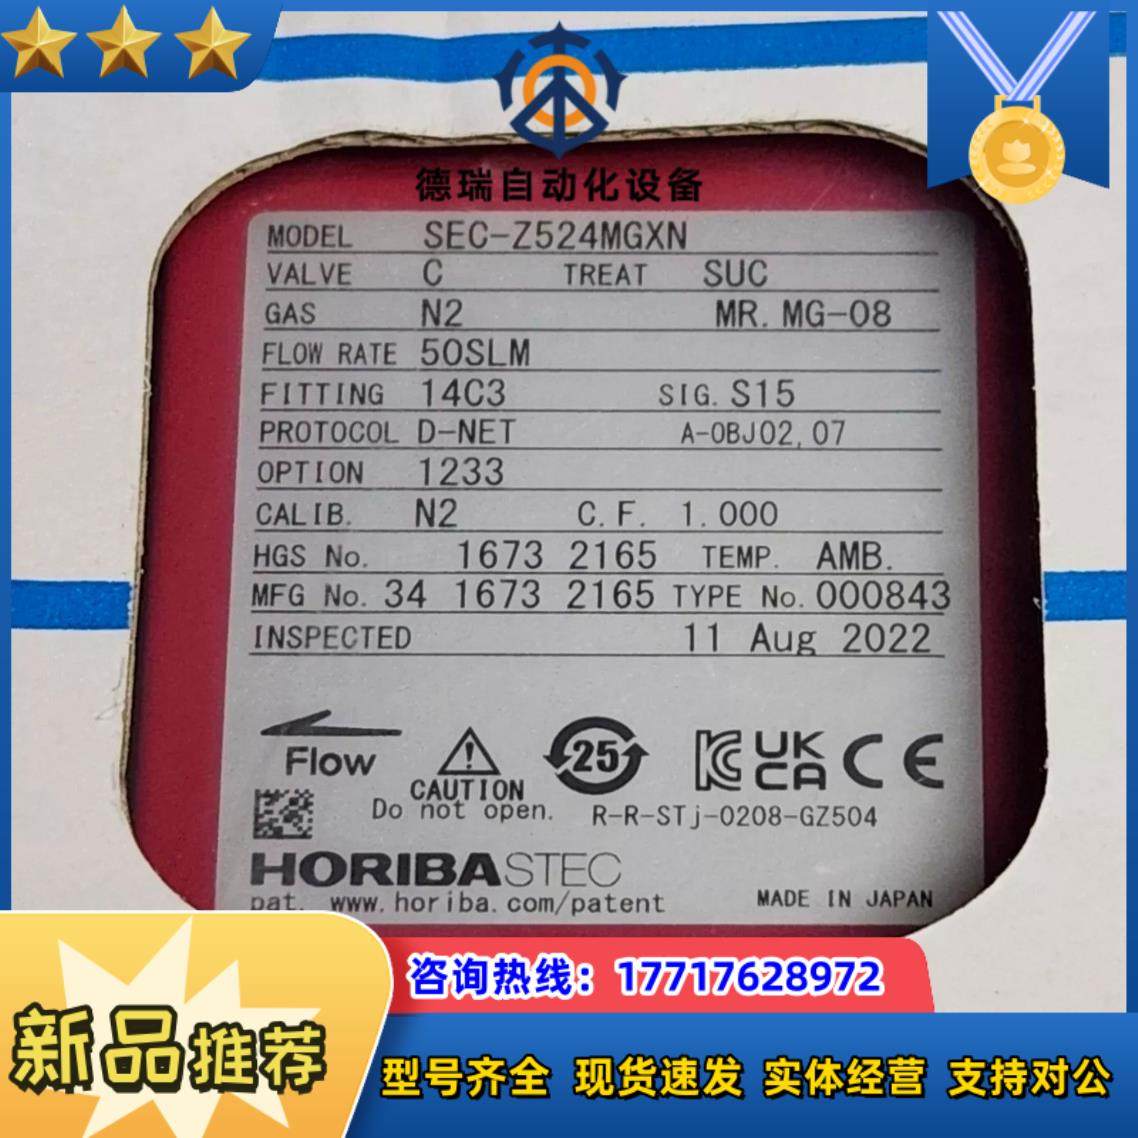 德瑞自动化设备
MODEL SEC-Z524MGXN
VALVE C TREAT SUC
GAS N2 MR. MG-08
FLOW RATE 50SLM
FITTING 14C3 SIG. S15
PROTOCOL D-NET A-OBJ02,07
OPTION 1233
CALIB. N2 C.F. 1.000
HGS No. 1673 2165 TEMP. AMB.
MFG No. 34 1673 2165 TYPE No. 000843
INSPECTED 11 Aug 2022
Flow
CAUTION
Do not open.
25
UK
CA
CE
R-R-STj-0208-GZ504
HORIBASTEC
pat. www.horiba.com/patent MADE IN JAPAN
咨询热线：17717628972
新品推荐
型号齐全 现货速发 实体经营 支持对公